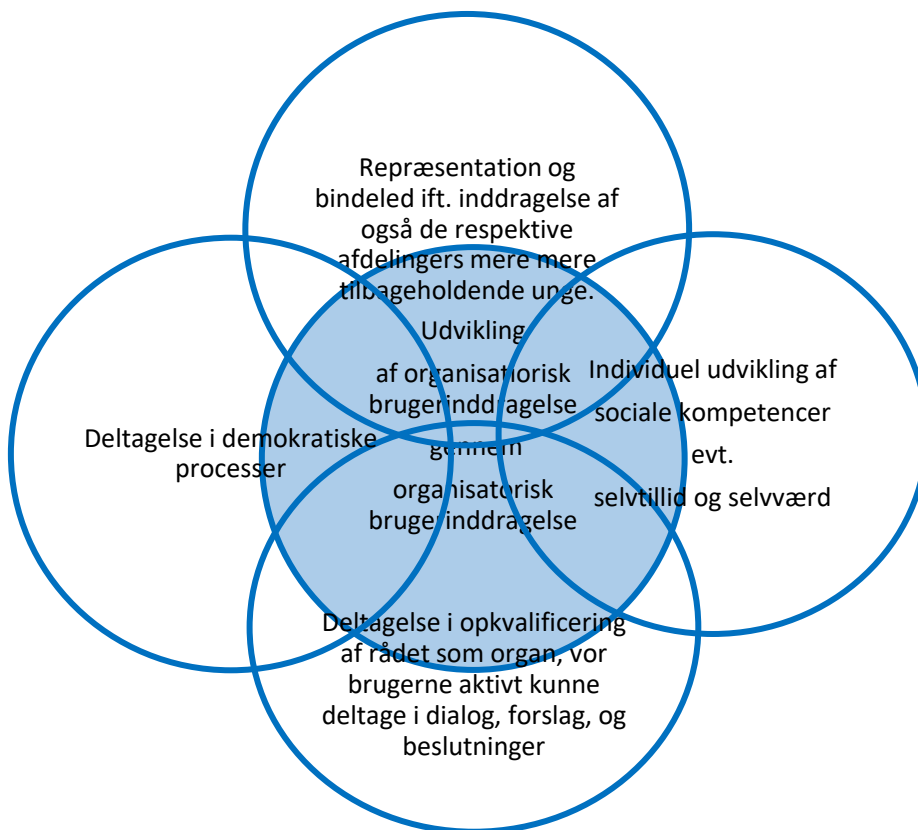 Repræsentation og
bindeled ift. inddragelse af
også de respektive
afdelingers mere mere
tilbageholdende unge.
Udvikling
af organisatiorisk
brugerinddragelse
gennem
organisatorisk
brugerinddragelse
Deltagelse i demokratiske
processer
Individuel udvikling af
sociale kompetencer
evt.
selvtillid og selvværd
Deltagelse i opkvalificering
af rådet som organ, vor
brugerne aktivt kunne
deltage i dialog, forslag, og
beslutninger